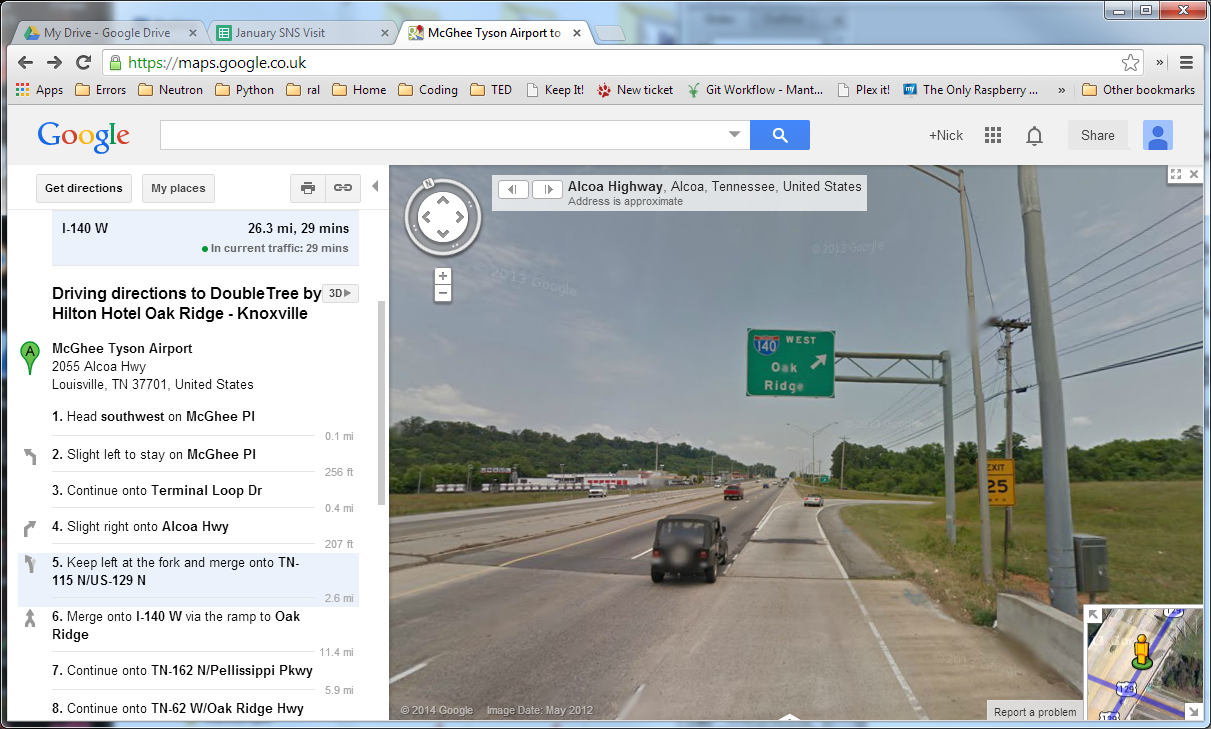 My Drive - Google Drive
January SNS Visit
McGhee Tyson Airport to
https://maps.google.co.uk
Apps
Errors
Neutron
Python
ral
Home
Coding
TED
Keep It!
New ticket
Git Workflow - Mant...
Plex it!
The Only Raspberry ...
»
Other bookmarks
Google
+Nick
Share
Get directions
My places
I-140 W
26.3 mi, 29 mins
In current traffic: 29 mins
Driving directions to DoubleTree by
Hilton Hotel Oak Ridge - Knoxville
3D
A
McGhee Tyson Airport
2055 Alcoa Hwy
Louisville, TN 37701, United States
1. Head southwest on McGhee Pl
0.1 mi
2. Slight left to stay on McGhee Pl
256 ft
3. Continue onto Terminal Loop Dr
0.4 mi
4. Slight right onto Alcoa Hwy
207 ft
5. Keep left at the fork and merge onto TN-
115 N/US-129 N
2.6 mi
6. Merge onto I-140 W via the ramp to Oak
Ridge
11.4 mi
7. Continue onto TN-162 N/Pellissippi Pkwy
5.9 mi
8. Continue onto TN-62 W/Oak Ridge Hwy
N
Alcoa Highway, Alcoa, Tennessee, United States
Address is approximate
© 2013 Google
2013 Google
140
WEST
Oak
Ridge
EXIT
25
129
129
129
© 2014 Google
Image Date: May 2012
Report a problem